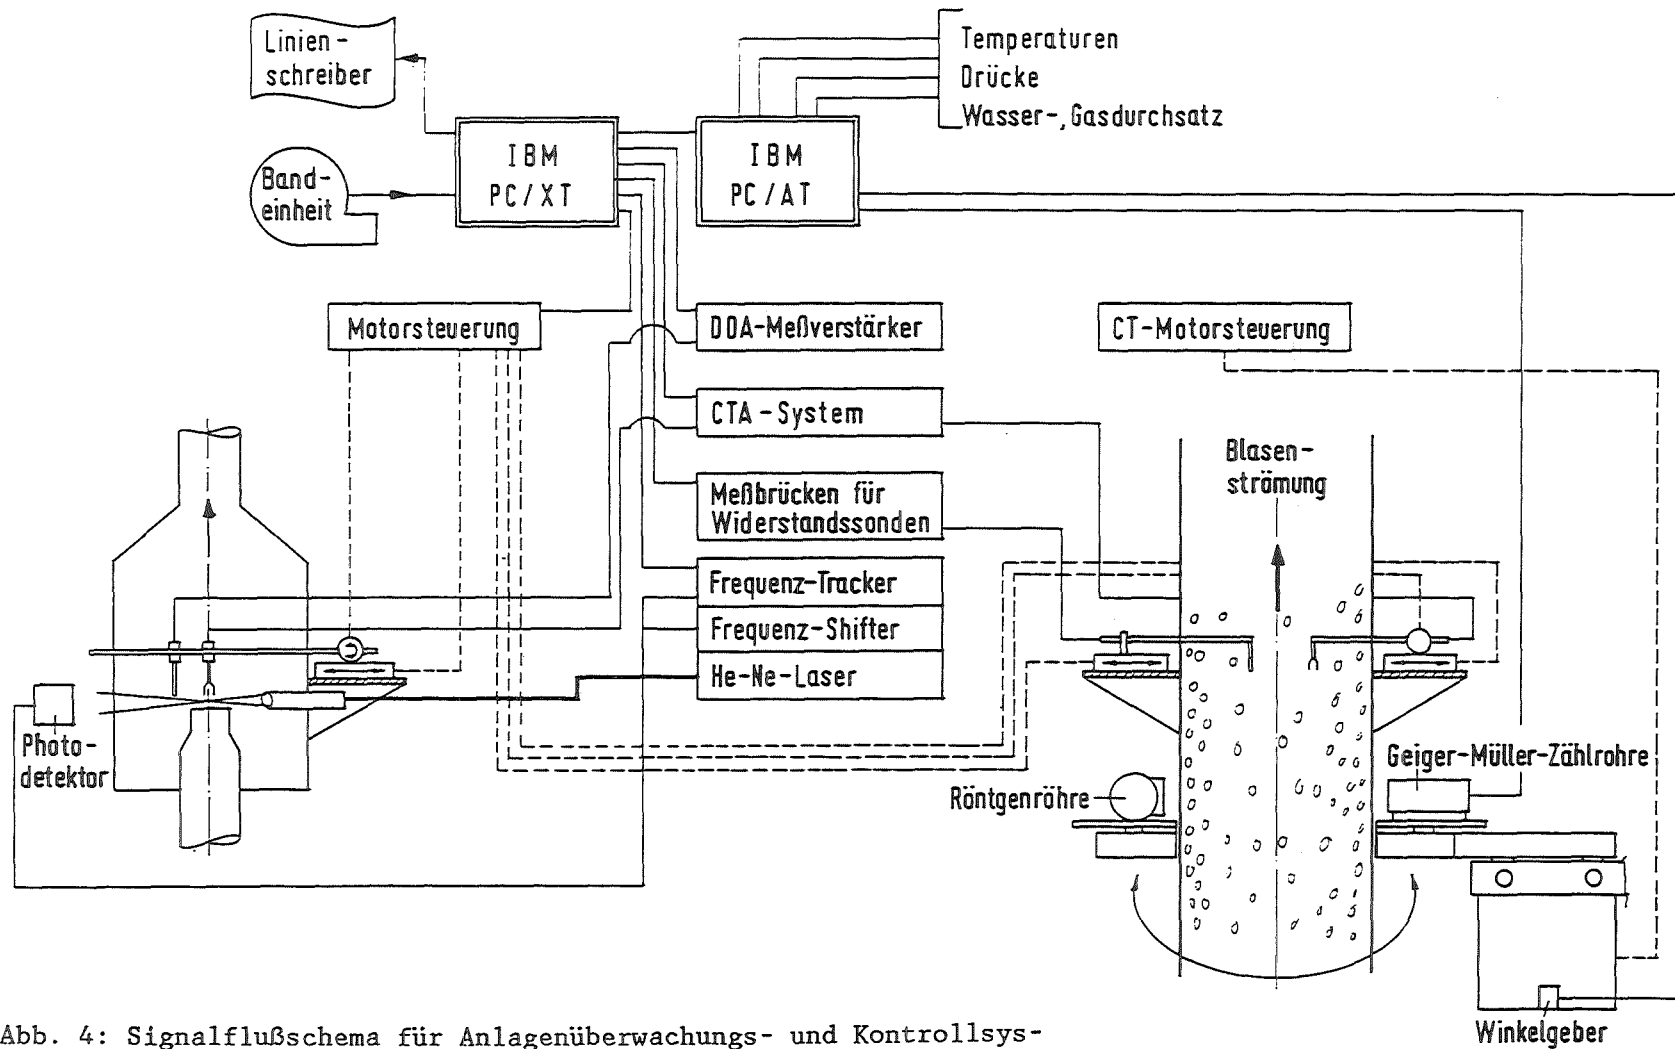 Linien-
schreiber
Temperaturen
Drücke
Wasser-, Gasdurchsatz
IBM
PC/XT
IBM
PC/AT
Band-
einheit
Motorsteuerung
DDA-Meßverstärker
CT-Motorsteuerung
CTA-System
Blasen-
strömung
Meßbrücken für
Widerstandssonden
Frequenz-Tracker
Frequenz-Shifter
He-Ne-Laser
Photo-
detektor
Geiger-Müller-Zählrohre
Röntgenröhre
Winkelgeber
Abb. 4: Signalflußschema für Anlagenüberwachungs- und Kontrollsys-